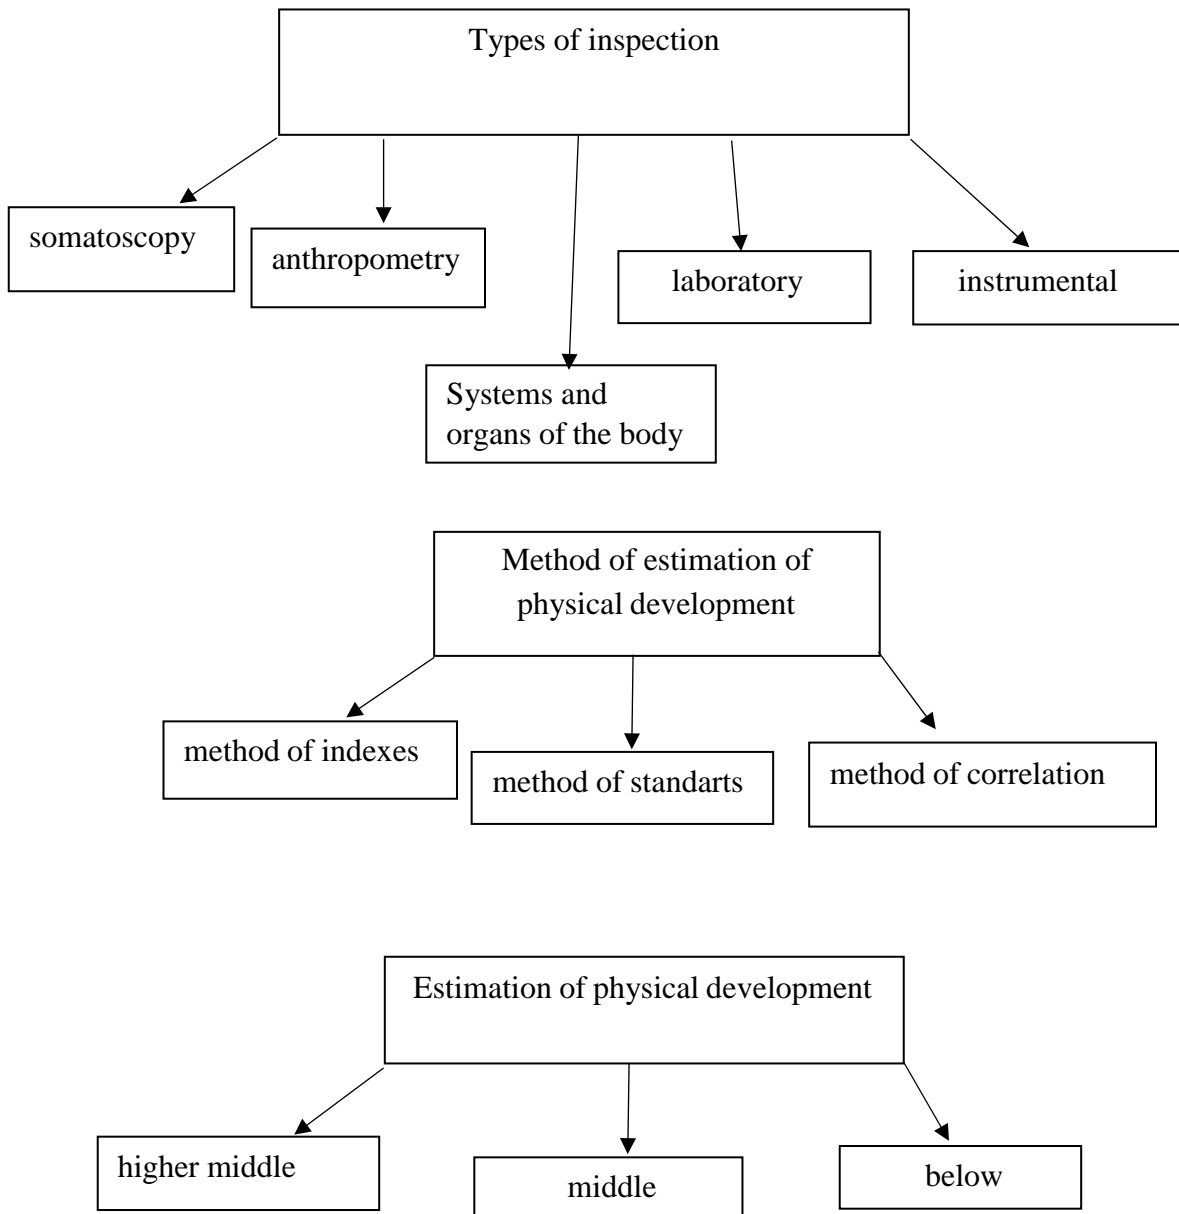 Types of inspection
somatoscopy
anthropometry
laboratory
instrumental
Systems and
organs of the body
Method of estimation of
physical development
method of indexes
method of standarts
method of correlation
Estimation of physical development
higher middle
middle
below